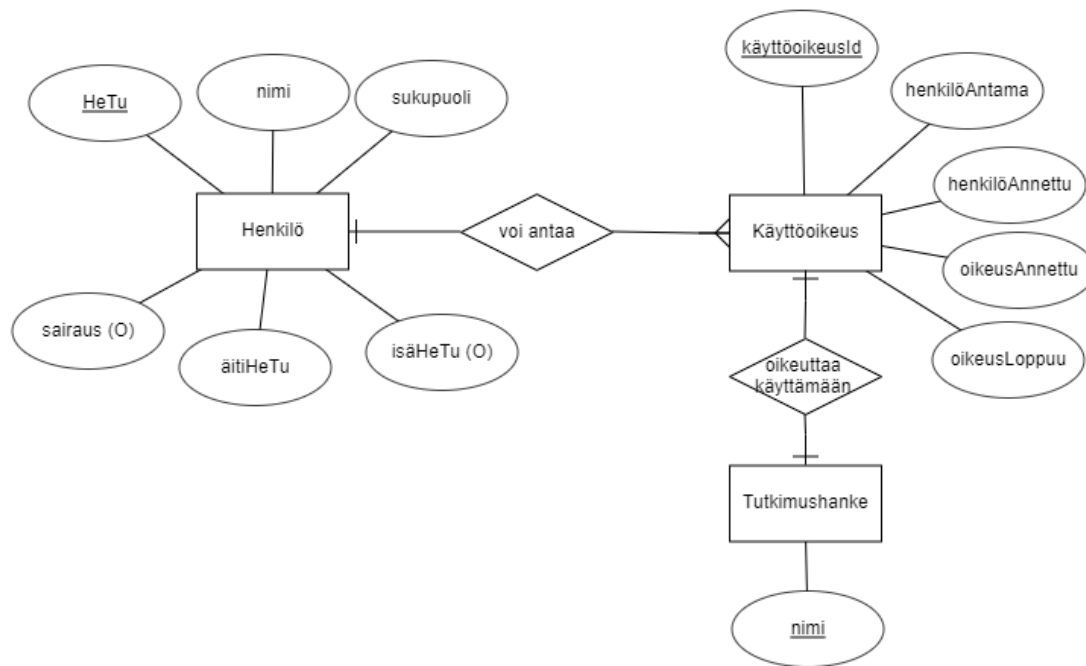 käyttöoikeusId
HeTu
nimi
sukupuoli
henkilöAntama
henkilöAnnettu
Henkilö
voi antaa
Käyttöoikeus
oikeusAnnettu
sairaus (O)
äitiHeTu
isäHeTu (O)
oikeuttaa
käyttämään
oikeusLoppuu
Tutkimushanke
nimi